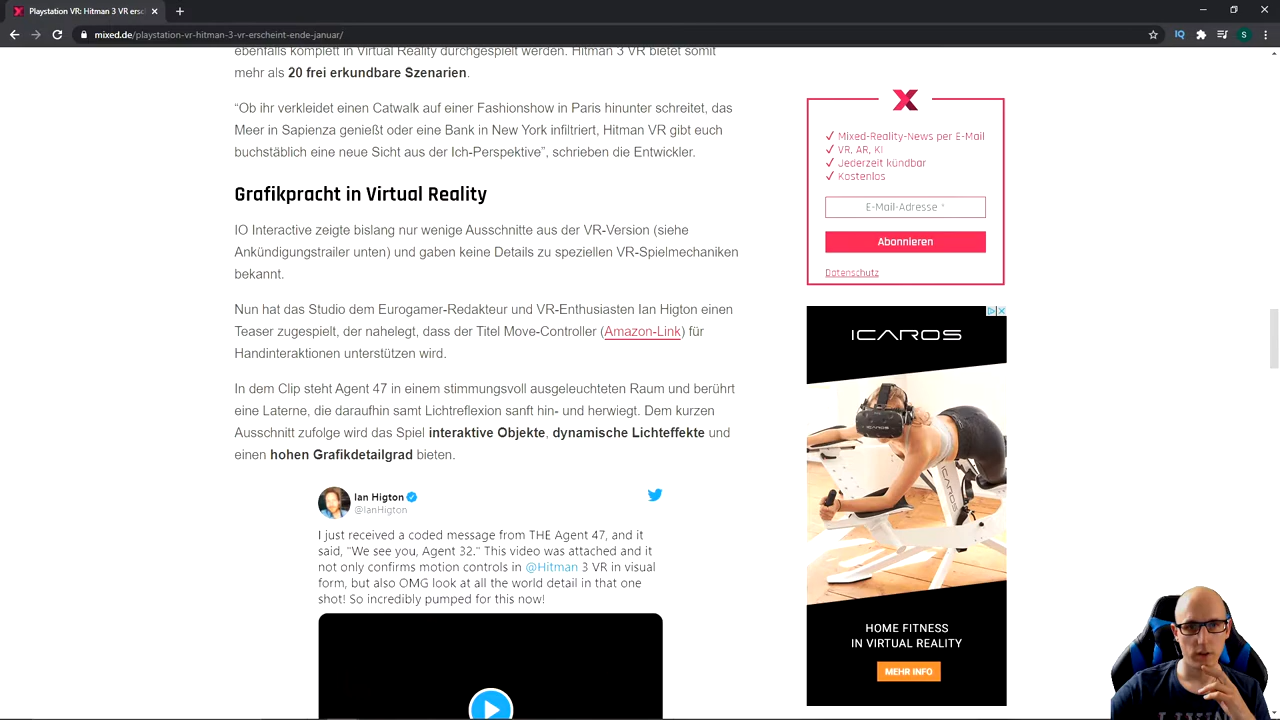 Playstation VR: Hitman 3 VR ersc
mixed.de/playstation-vr-hitman-3-vr-erscheint-ende-januar/
ebenfalls komplett in Virtual Reality durchgespielt werden. Hitman 3 VR bietet somit
mehr als 20 frei erkundbare Szenarien.
“Ob ihr verkleidet einen Catwalk auf einer Fashionshow in Paris hinunter schreitet, das
Meer in Sapienza genießt oder eine Bank in New York infiltriert, Hitman VR gibt euch
buchstäblich eine neue Sicht aus der Ich-Perspektive”, schrieben die Entwickler.
Grafikpracht in Virtual Reality
IO Interactive zeigte bislang nur wenige Ausschnitte aus der VR-Version (siehe
Ankündigungstrailer unten) und gaben keine Details zu speziellen VR-Spielmechaniken
bekannt.
Nun hat das Studio dem Eurogamer-Redakteur und VR-Enthusiasten Ian Higton einen
Teaser zugespielt, der nahelegt, dass der Titel Move-Controller (Amazon-Link) für
Handinteraktionen unterstützen wird.
In dem Clip steht Agent 47 in einem stimmungsvoll ausgeleuchteten Raum und berührt
eine Laterne, die daraufhin samt Lichtreflexion sanft hin- und herwiegt. Dem kurzen
Ausschnitt zufolge wird das Spiel interaktive Objekte, dynamische Lichteffekte und
einen hohen Grafikdetailgrad bieten.
Ian Higton
@IanHigton
I just received a coded message from THE Agent 47, and it
said, "We see you, Agent 32." This video was attached and it
not only confirms motion controls in @Hitman 3 VR in visual
form, but also OMG look at all the world detail in that one
shot! So incredibly pumped for this now!
✓ Mixed-Reality-News per E-Mail
✓ VR, AR, KI
✓ Jederzeit kündbar
✓ Kostenlos
E-Mail-Adresse *
Abonnieren
Datenschutz
ICAROS
ICAROS
ICAROS
HOME FITNESS
IN VIRTUAL REALITY
MEHR INFO